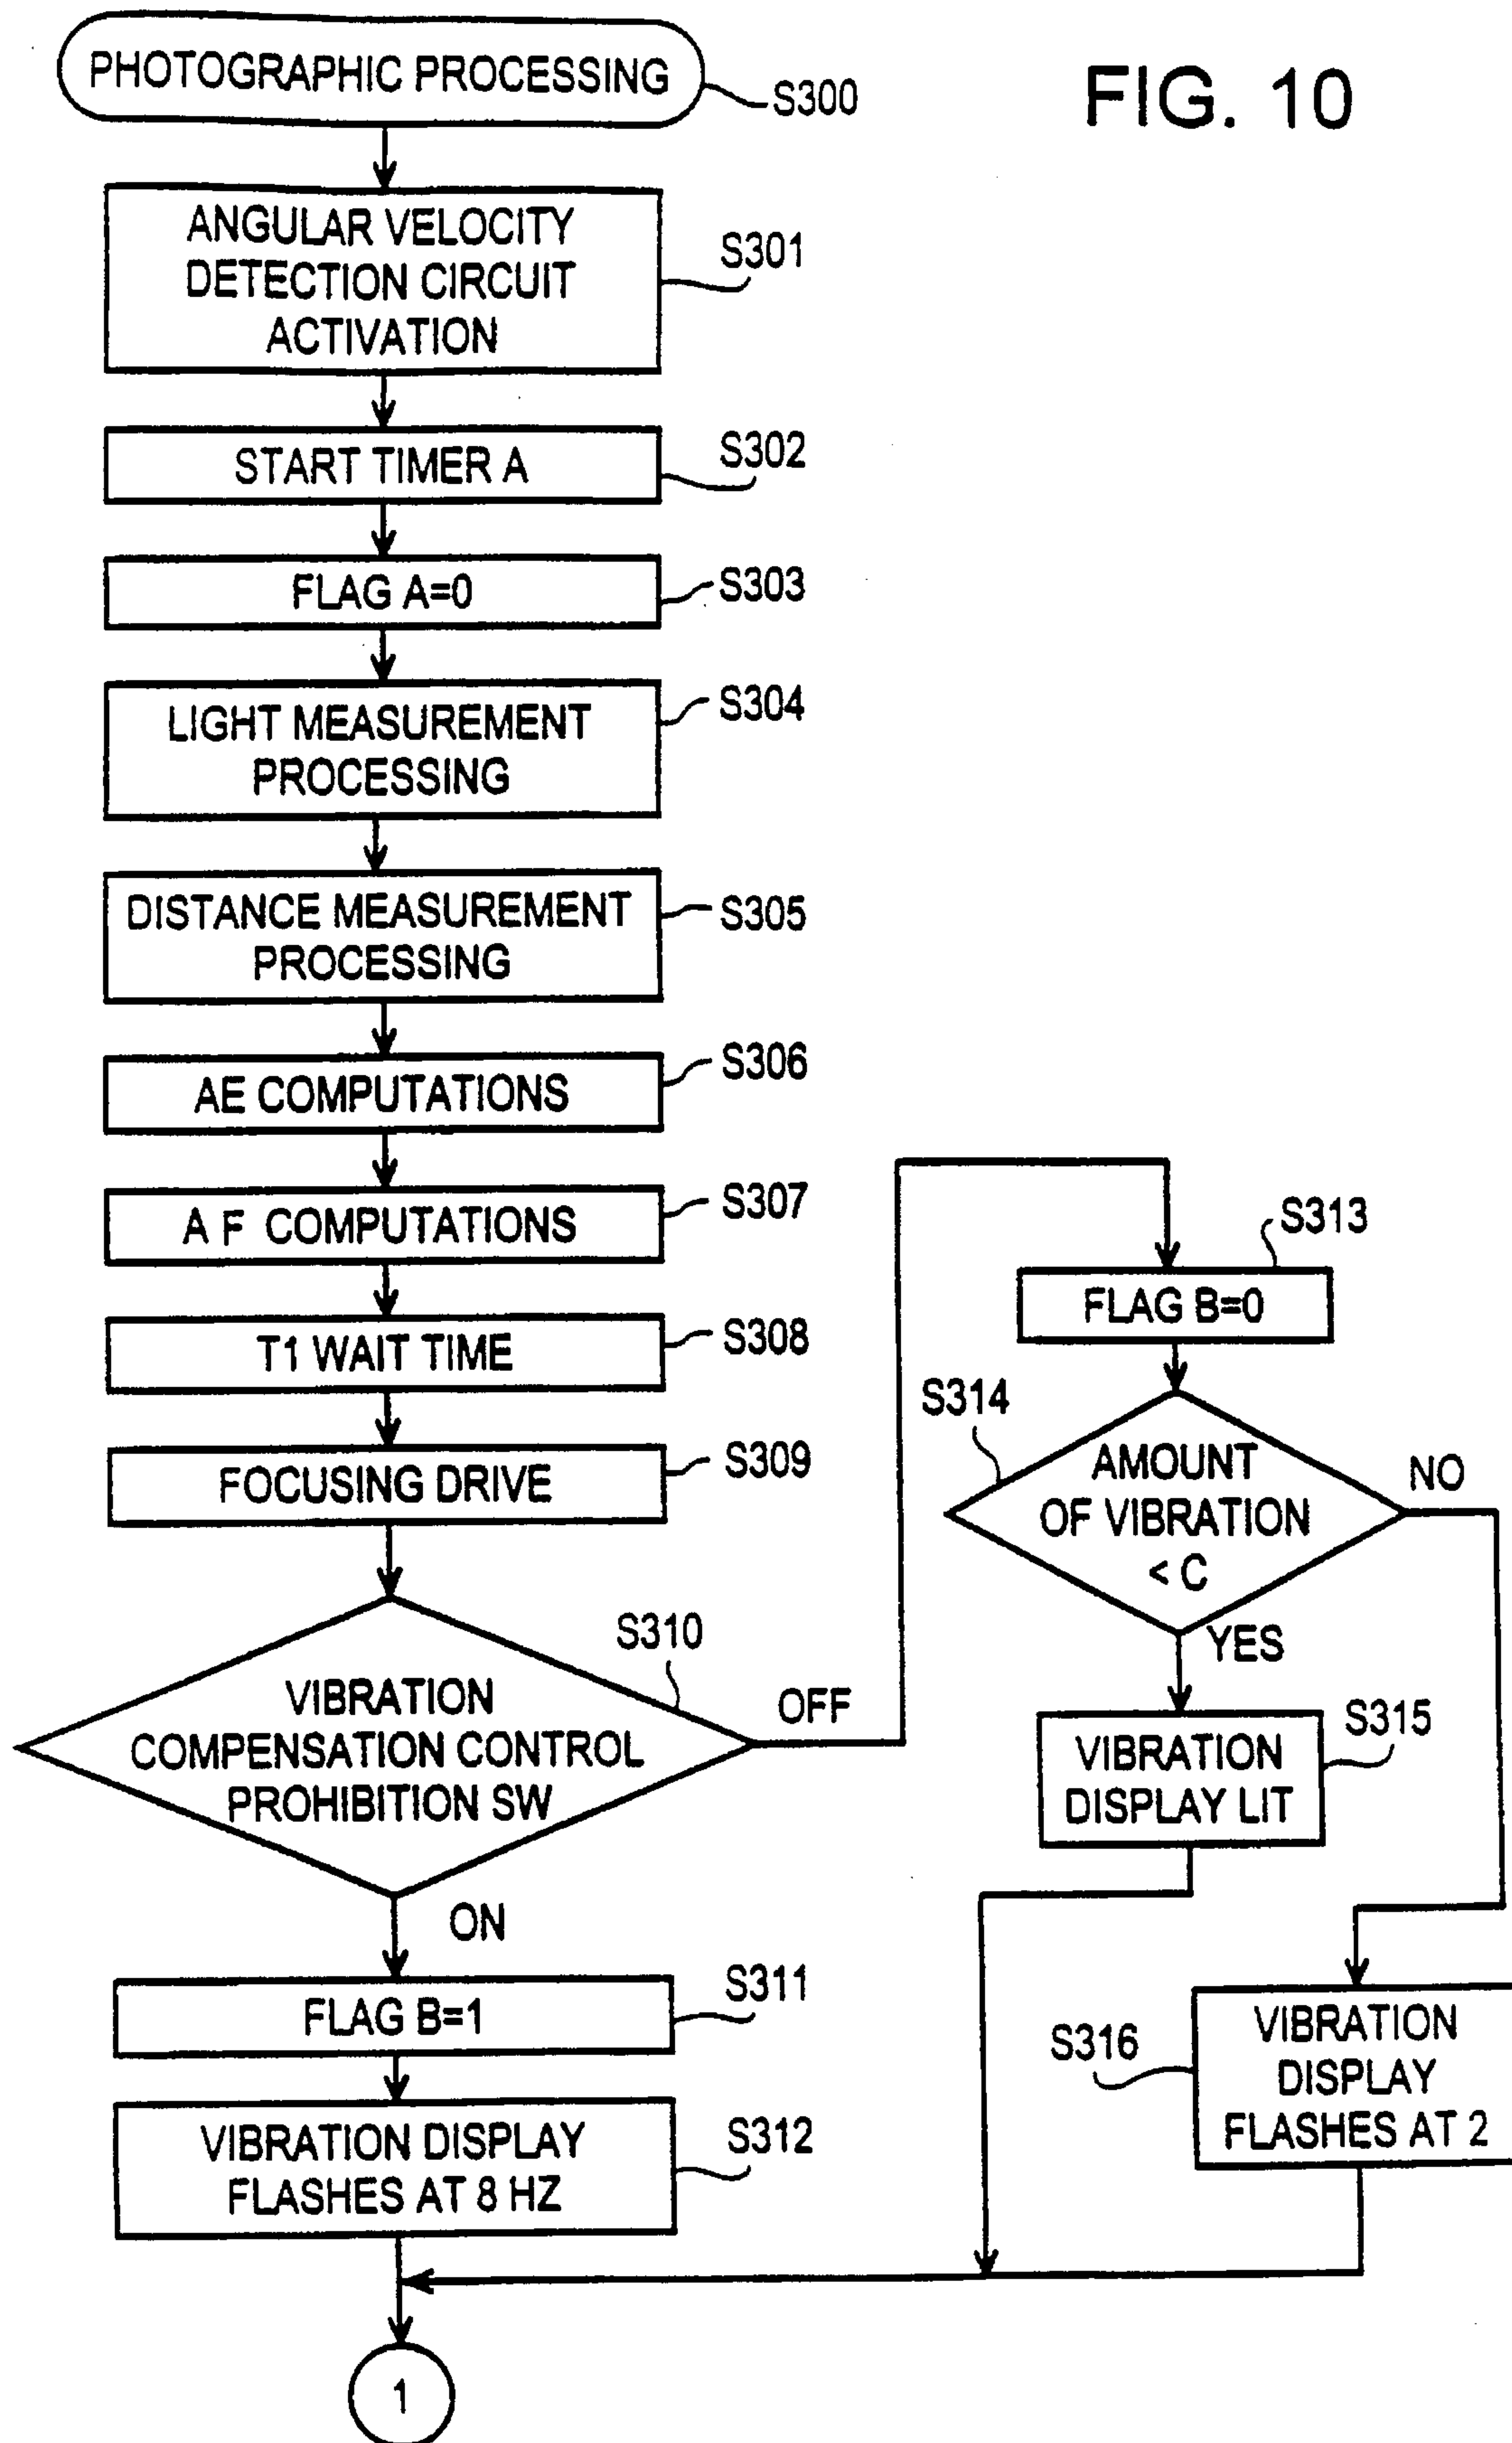 FIG. 10
PHOTOGRAPHIC PROCESSING
S300
ANGULAR VELOCITY
DETECTION CIRCUIT
ACTIVATION
S301
START TIMER A
S302
FLAG A=0
S303
LIGHT MEASUREMENT
PROCESSING
S304
DISTANCE MEASUREMENT
PROCESSING
S305
AE COMPUTATIONS
S306
A F COMPUTATIONS
S307
T1 WAIT TIME
S308
FOCUSING DRIVE
S309
VIBRATION
COMPENSATION CONTROL
PROHIBITION SW
S310
OFF
ON
FLAG B=1
S311
VIBRATION DISPLAY
FLASHES AT 8 HZ
S312
FLAG B=0
S313
AMOUNT
OF VIBRATION
< C
S314
NO
YES
VIBRATION
DISPLAY LIT
S315
VIBRATION
DISPLAY
FLASHES AT 2
S316
1